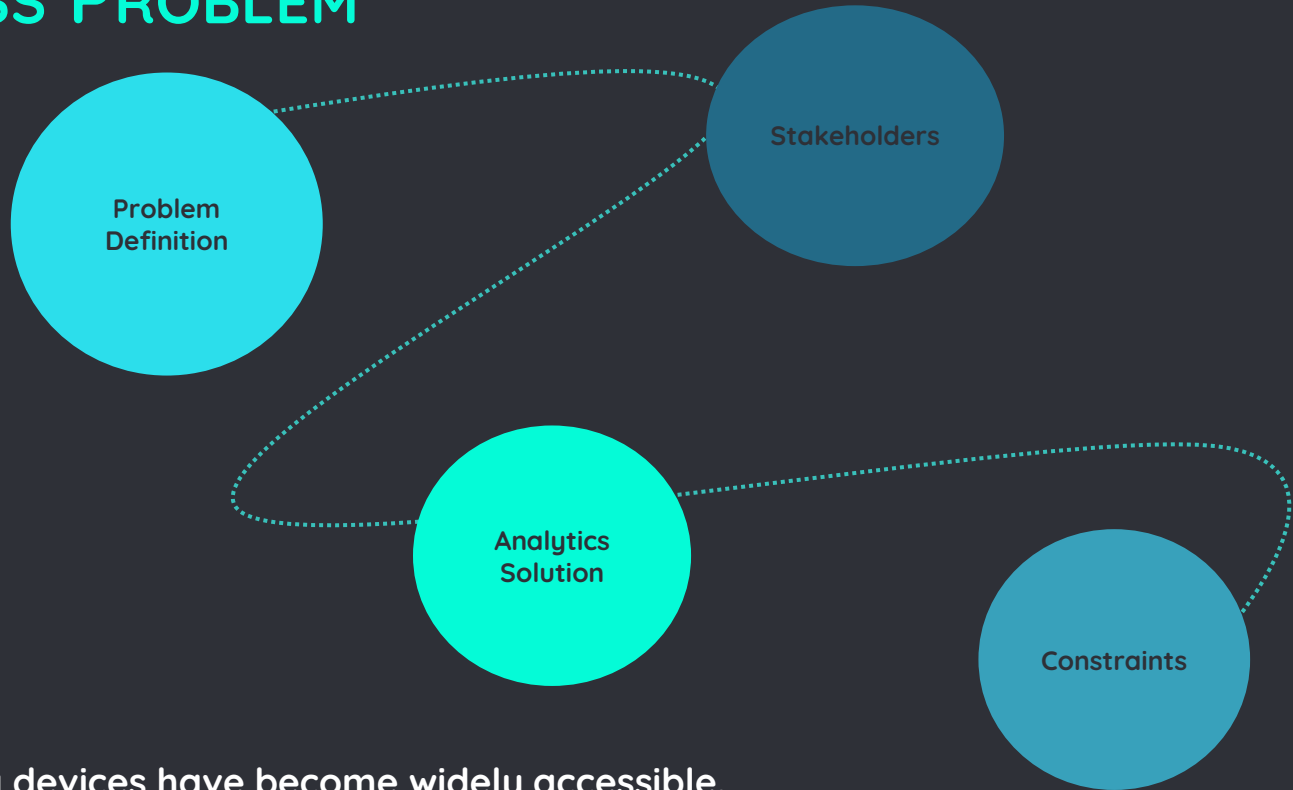 SS PROBLEM
Problem
Definition
Stakeholders
Analytics
Solution
Constraints
devices have become widely accessible.